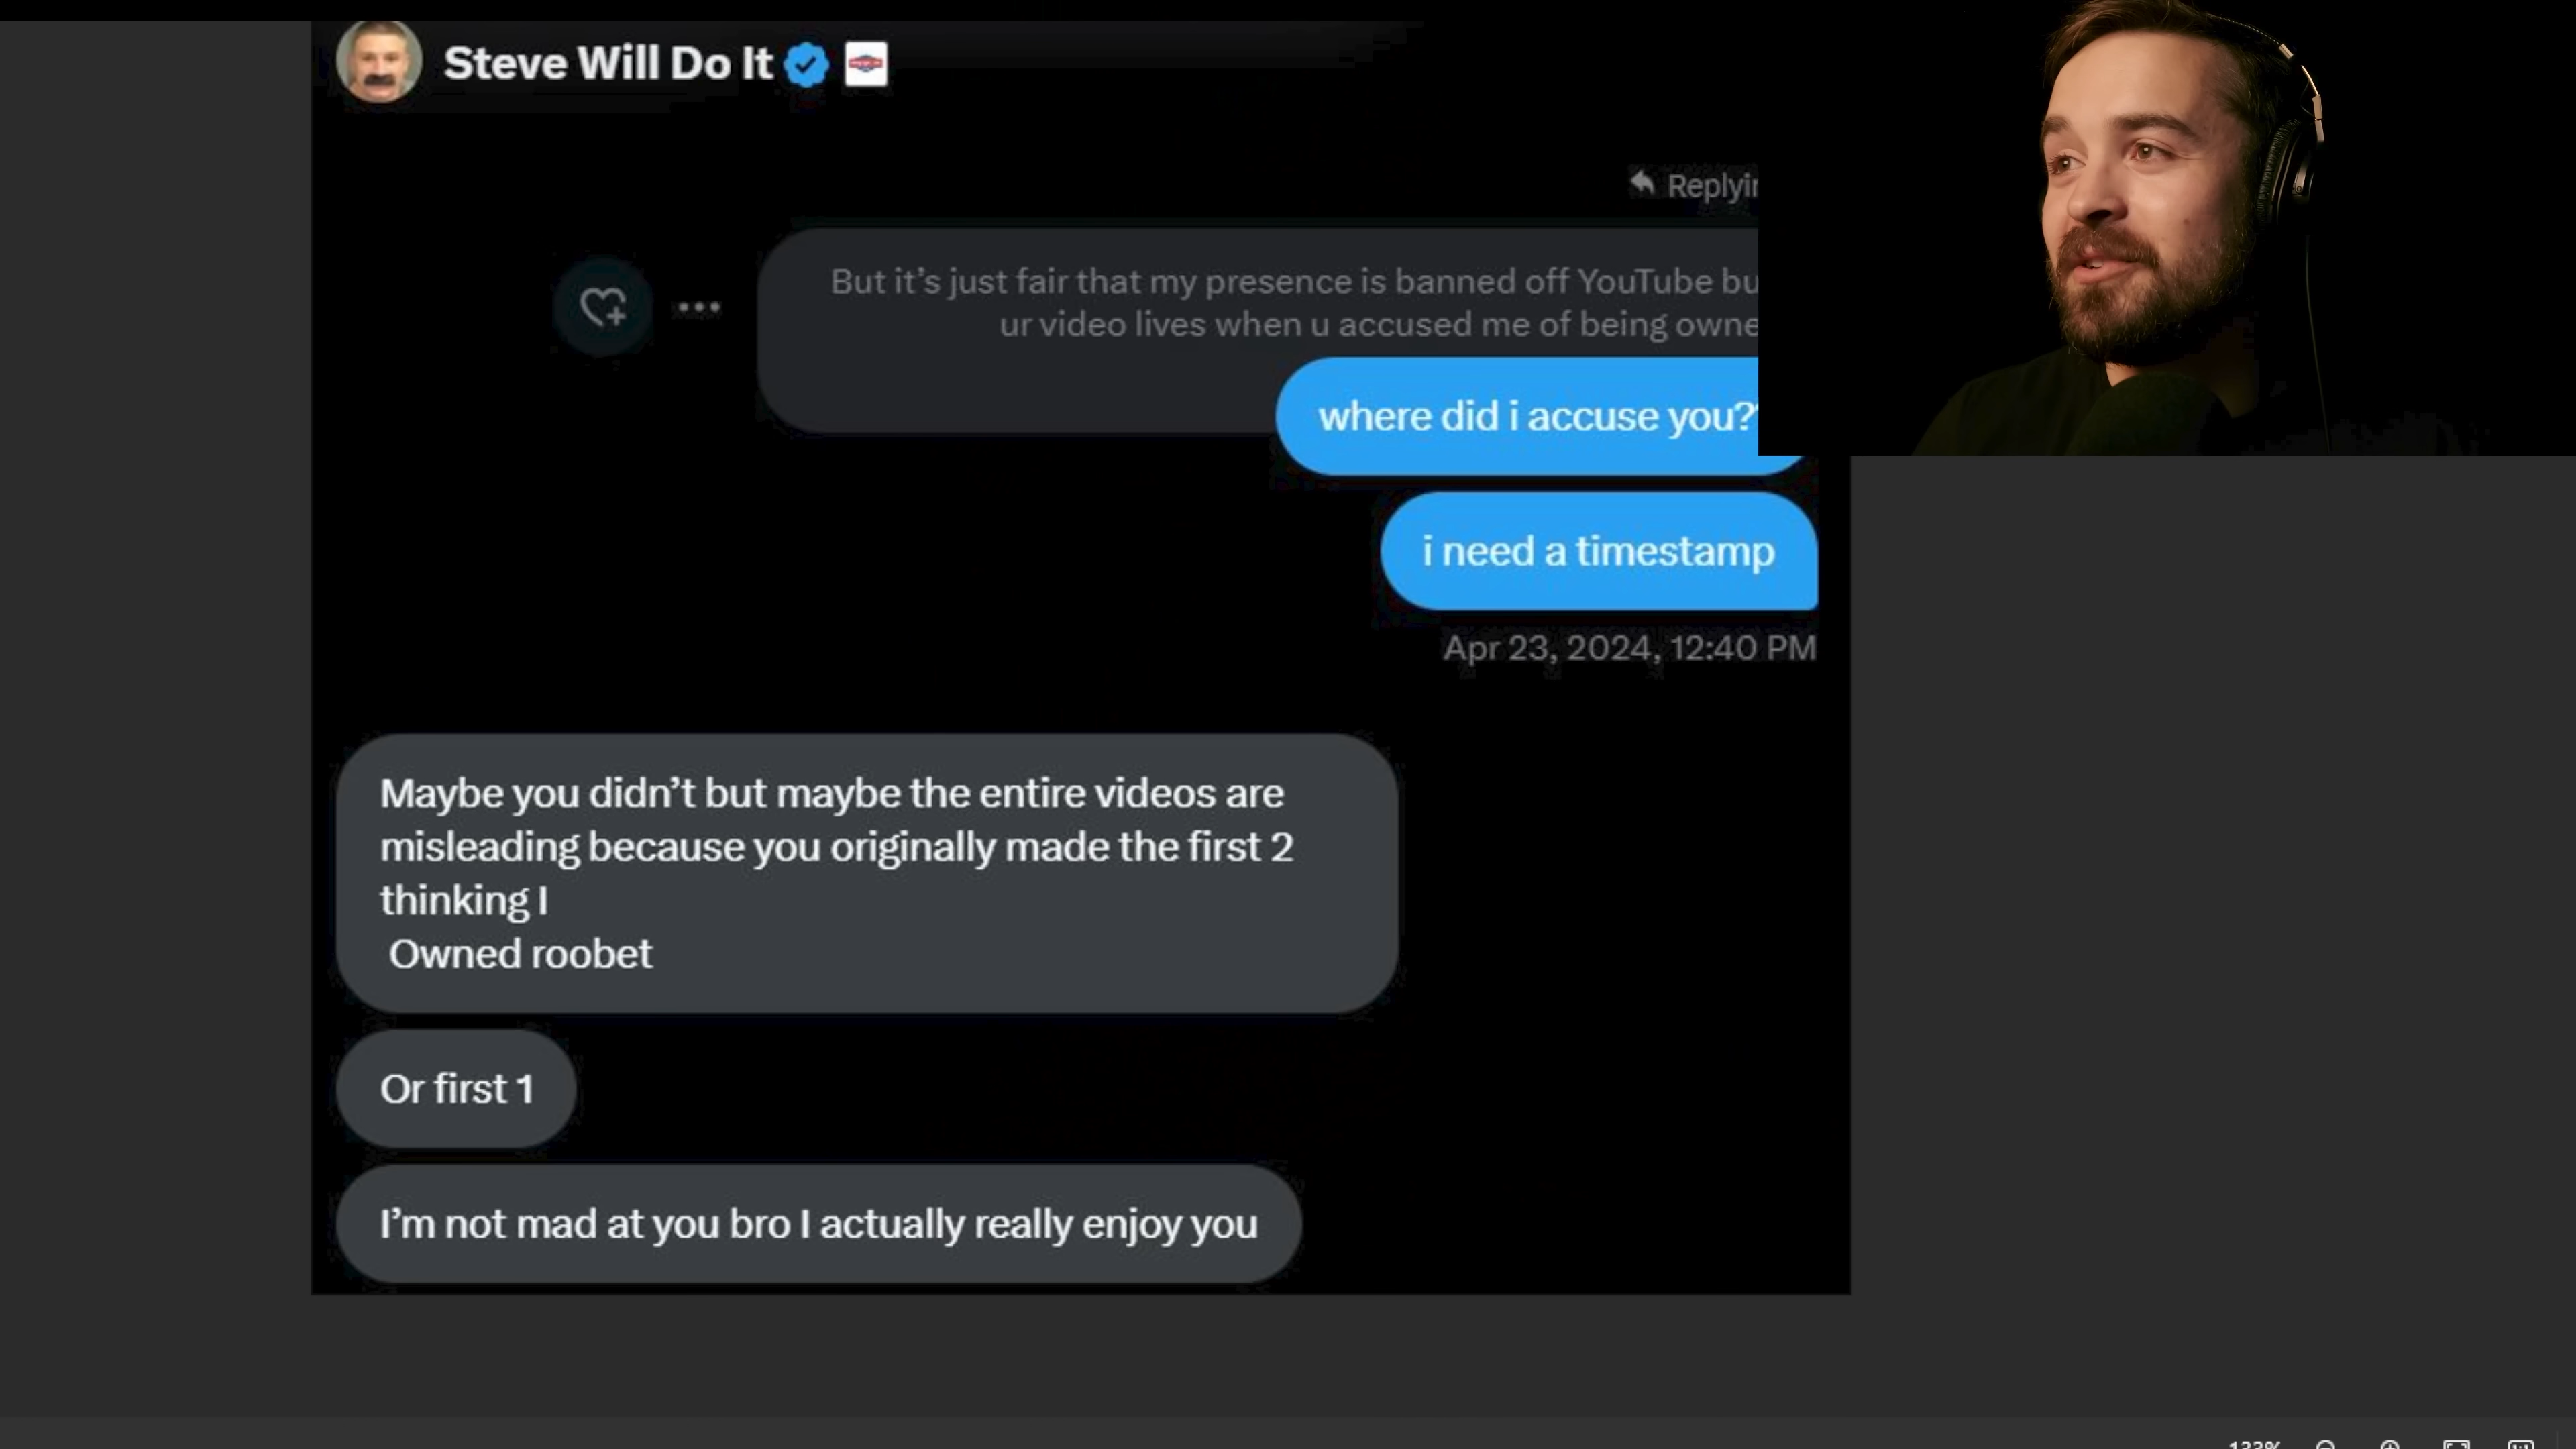 Steve Will Do It
Replyin
But it's just fair that my presence is banned off YouTube bu
ur video lives when u accused me of being owne
where did i accuse you?
i need a timestamp
Apr 23, 2024, 12:40 PM
Maybe you didn't but maybe the entire videos are
misleading because you originally made the first 2
thinking I
Owned roobet
Or first 1
I'm not mad at you bro I actually really enjoy you